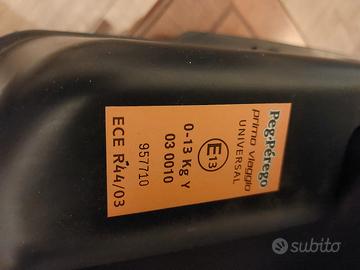 Peg-Pérego
primo viaggio
UNIVERSAL
E13
0-13 Kg Y
03 0010
957710
ECE R44/03
subito